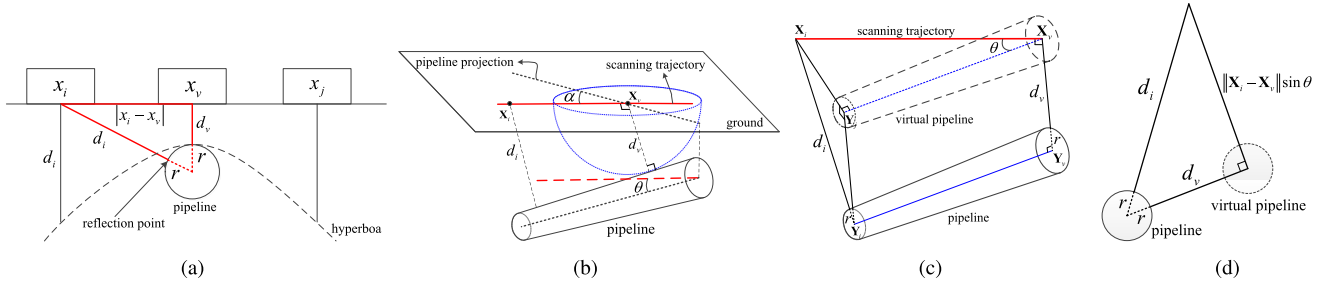 x_i
x_v
x_j
|x_i − x_v|
d_v
d_i
d_i
r
r
pipeline
reflection point
hyperboa
(a)
pipeline projection
scanning trajectory
α
X_v
X_i
ground
d_i
d_v
θ
pipeline
(b)
X_i
scanning trajectory
X_v
θ
Y_i
virtual pipeline
d_v
d_i
r
Y_v
r
Y_i
pipeline
(c)
d_i
‖X_i − X_v‖ sin θ
d_v
r
r
virtual pipeline
pipeline
(d)